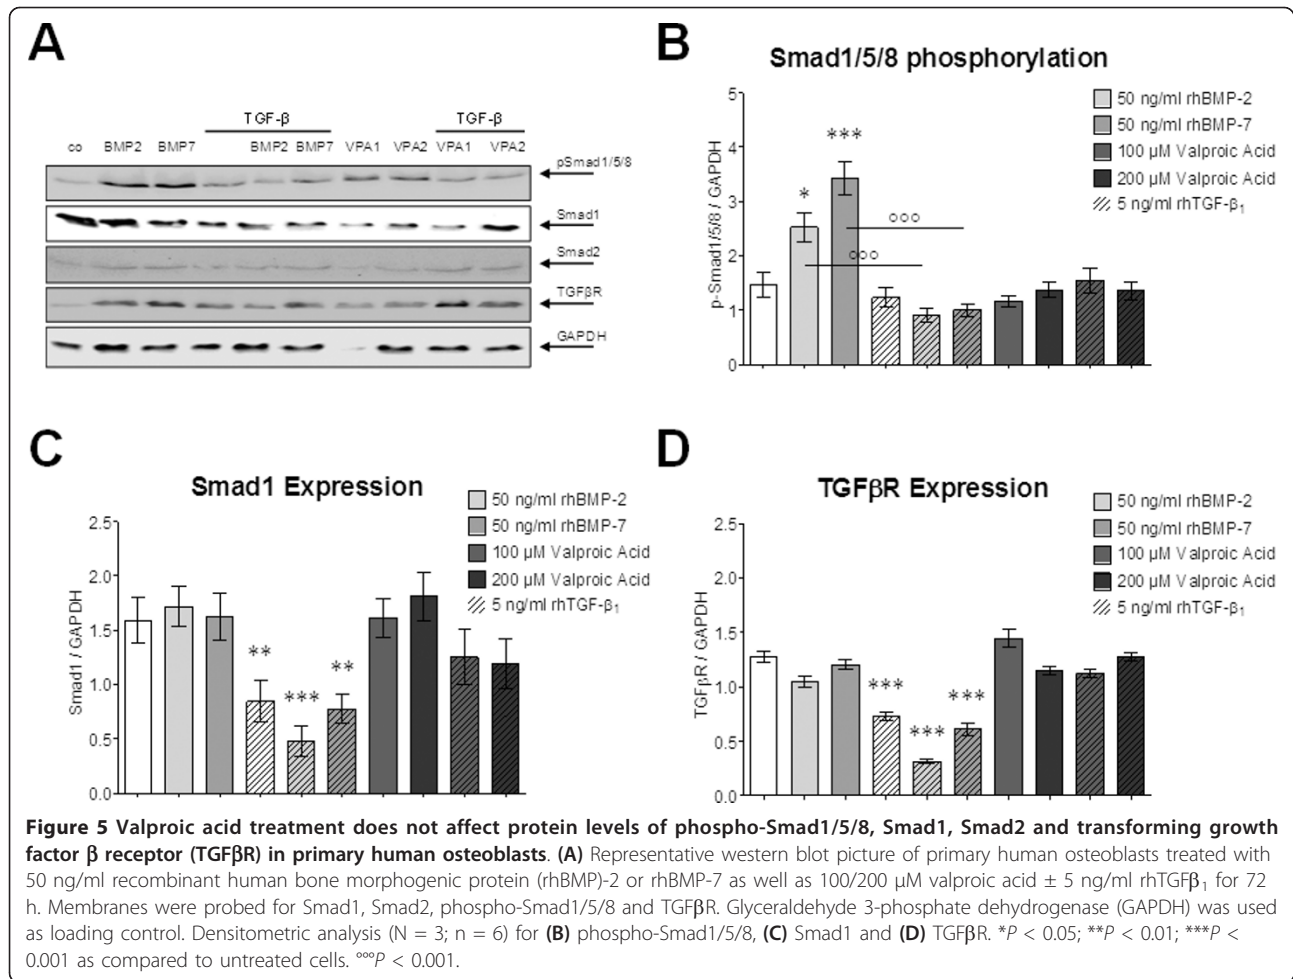 A
TGF-β TGF-β
co BMP2 BMP7 BMP2 BMP7 VPA1 VPA2 VPA1 VPA2
pSmad1/5/8
Smad1
Smad2
TGFβR
GAPDH
B
Smad1/5/8 phosphorylation
p-Smad1/5/8 / GAPDH
5
4
3
2
1
0
*
***
°°°
°°°
50 ng/ml rhBMP-2
50 ng/ml rhBMP-7
100 µM Valproic Acid
200 µM Valproic Acid
5 ng/ml rhTGF-β₁
C
Smad1 Expression
Smad1 / GAPDH
2.5
2.0
1.5
1.0
0.5
0.0
**
***
**
50 ng/ml rhBMP-2
50 ng/ml rhBMP-7
100 µM Valproic Acid
200 µM Valproic Acid
5 ng/ml rhTGF-β₁
D
TGFβR Expression
TGFβR / GAPDH
2.5
2.0
1.5
1.0
0.5
0.0
***
***
***
50 ng/ml rhBMP-2
50 ng/ml rhBMP-7
100 µM Valproic Acid
200 µM Valproic Acid
5 ng/ml rhTGF-β₁
Figure 5 Valproic acid treatment does not affect protein levels of phospho-Smad1/5/8, Smad1, Smad2 and transforming growth
factor β receptor (TGFβR) in primary human osteoblasts. (A) Representative western blot picture of primary human osteoblasts treated with
50 ng/ml recombinant human bone morphogenic protein (rhBMP)-2 or rhBMP-7 as well as 100/200 µM valproic acid ± 5 ng/ml rhTGFβ₁ for 72
h. Membranes were probed for Smad1, Smad2, phospho-Smad1/5/8 and TGFβR. Glyceraldehyde 3-phosphate dehydrogenase (GAPDH) was used
as loading control. Densitometric analysis (N = 3; n = 6) for (B) phospho-Smad1/5/8, (C) Smad1 and (D) TGFβR. *P < 0.05; **P < 0.01; ***P <
0.001 as compared to untreated cells. °°°P < 0.001.